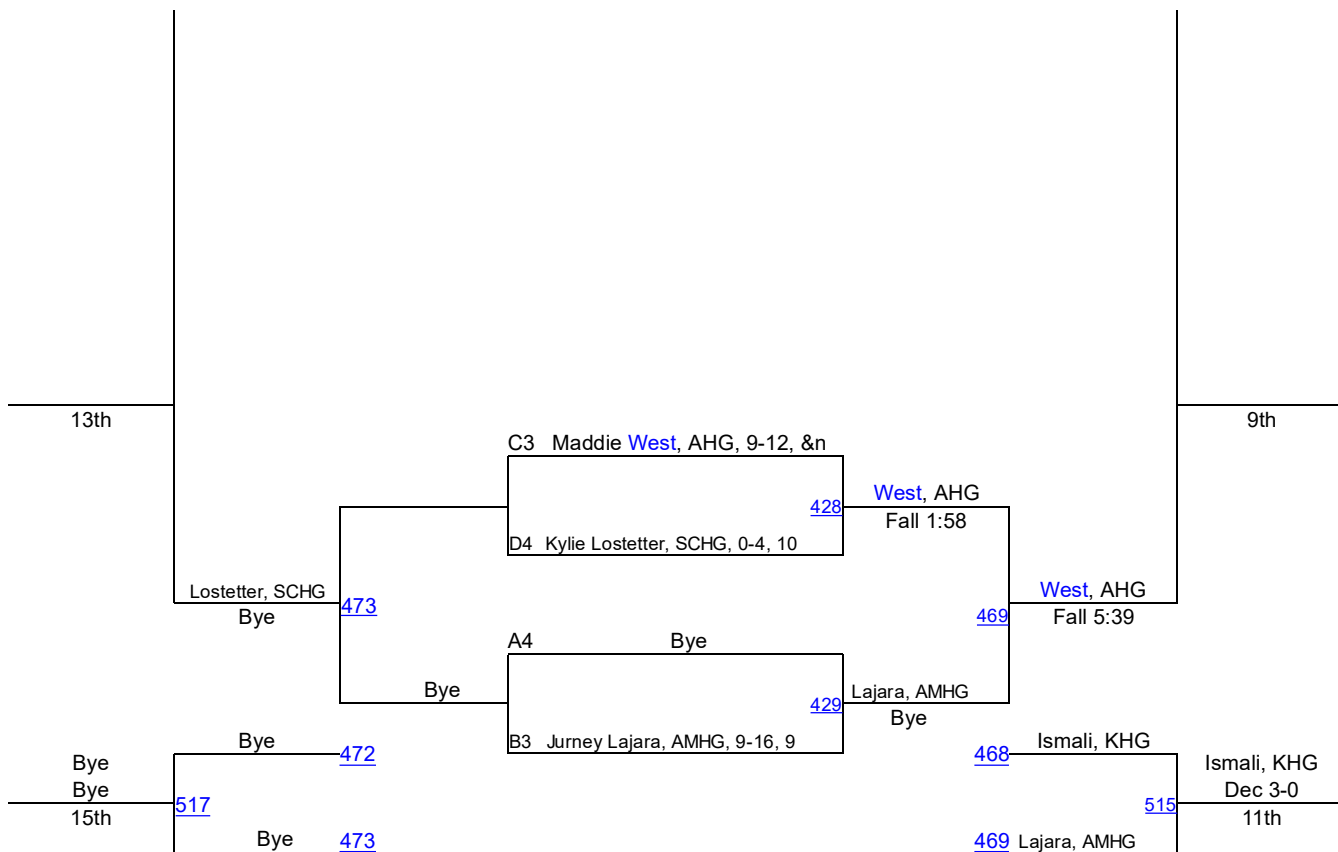 13th
9th
C3 Maddie West, AHG, 9-12, &n
428
West, AHG
Fall 1:58
D4 Kylie Lostetter, SCHG, 0-4, 10
Lostetter, SCHG
Bye
473
469
West, AHG
Fall 5:39
A4 Bye
Bye
429
Lajara, AMHG
Bye
B3 Jurney Lajara, AMHG, 9-16, 9
Bye 472
468 Ismali, KHG
Bye
Bye
15th
517
515
Ismali, KHG
Dec 3-0
11th
Bye 473
469 Lajara, AMHG